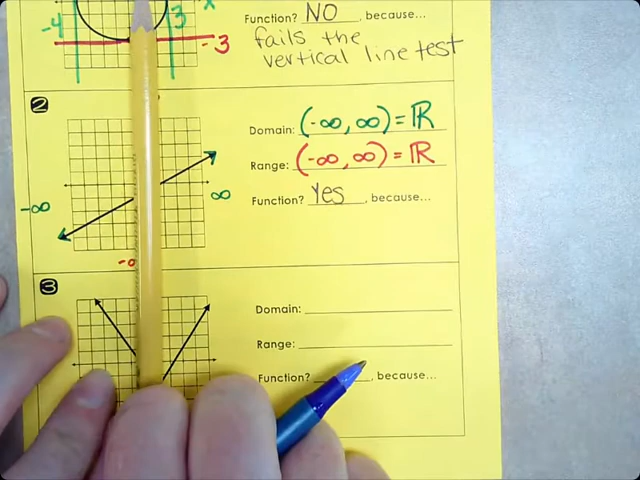 -4
3
x
-3
Function? NO, because...
fails the
vertical line test
2
Domain: (-∞, ∞) = ℝ
Range: (-∞, ∞) = ℝ
Function? Yes, because...
-∞
∞
3
Domain:
Range:
Function? , because...